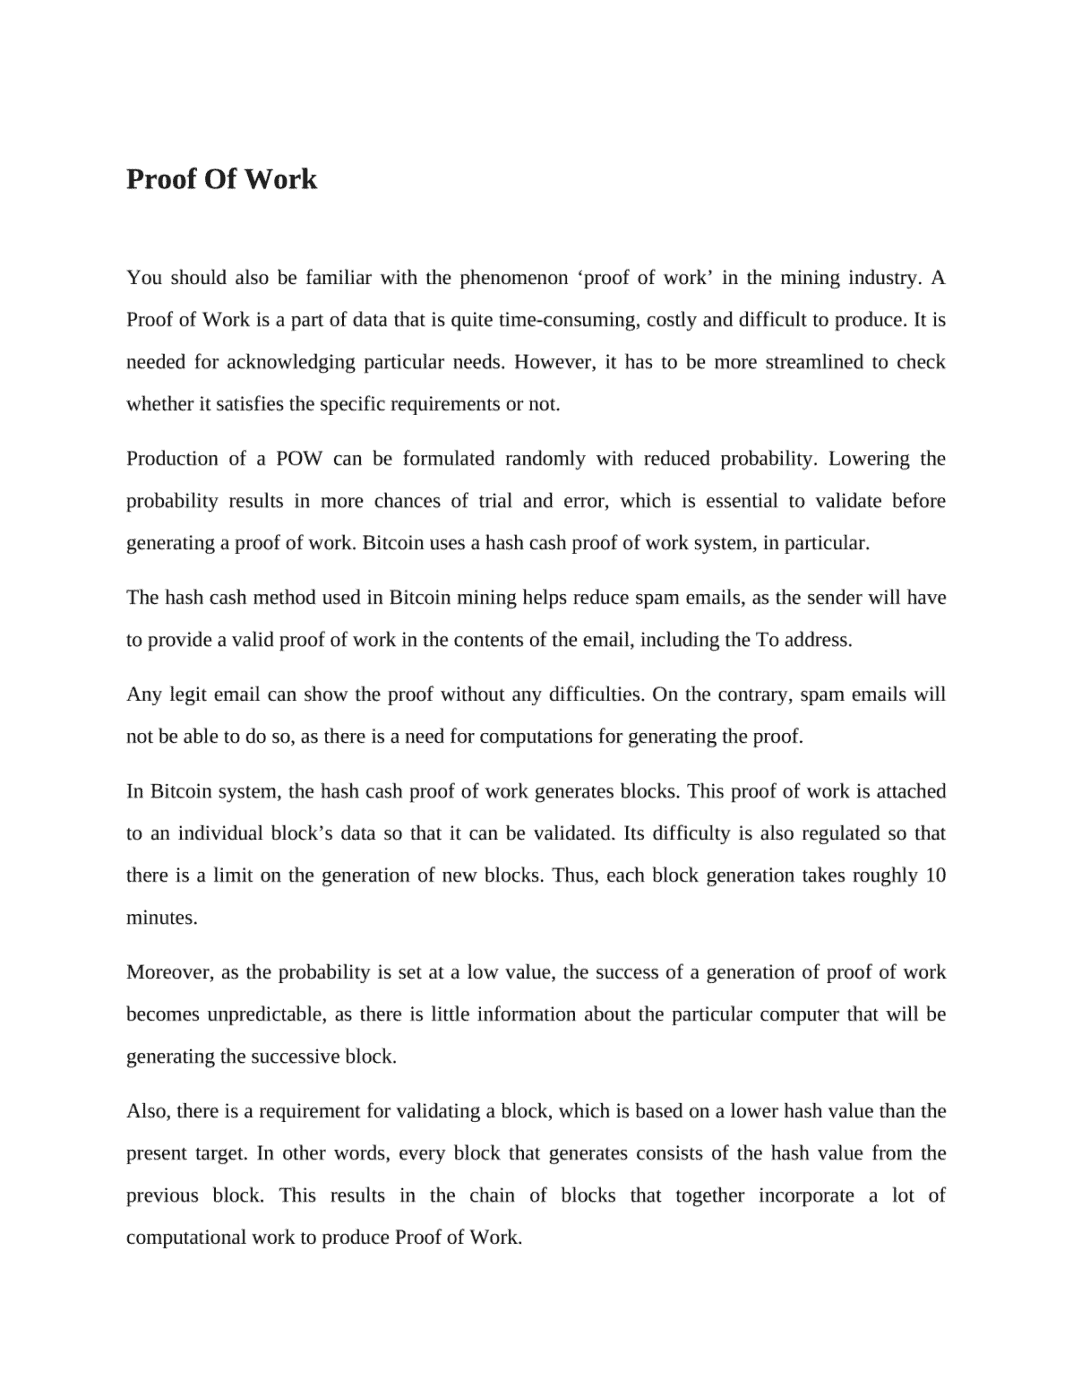 Proof Of Work
You should also be familiar with the phenomenon ‘proof of work’ in the mining industry. A
Proof of Work is a part of data that is quite time-consuming, costly and difficult to produce. It is
needed for acknowledging particular needs. However, it has to be more streamlined to check
whether it satisfies the specific requirements or not.
Production of a POW can be formulated randomly with reduced probability. Lowering the
probability results in more chances of trial and error, which is essential to validate before
generating a proof of work. Bitcoin uses a hash cash proof of work system, in particular.
The hash cash method used in Bitcoin mining helps reduce spam emails, as the sender will have
to provide a valid proof of work in the contents of the email, including the To address.
Any legit email can show the proof without any difficulties. On the contrary, spam emails will
not be able to do so, as there is a need for computations for generating the proof.
In Bitcoin system, the hash cash proof of work generates blocks. This proof of work is attached
to an individual block’s data so that it can be validated. Its difficulty is also regulated so that
there is a limit on the generation of new blocks. Thus, each block generation takes roughly 10
minutes.
Moreover, as the probability is set at a low value, the success of a generation of proof of work
becomes unpredictable, as there is little information about the particular computer that will be
generating the successive block.
Also, there is a requirement for validating a block, which is based on a lower hash value than the
present target. In other words, every block that generates consists of the hash value from the
previous block. This results in the chain of blocks that together incorporate a lot of
computational work to produce Proof of Work.